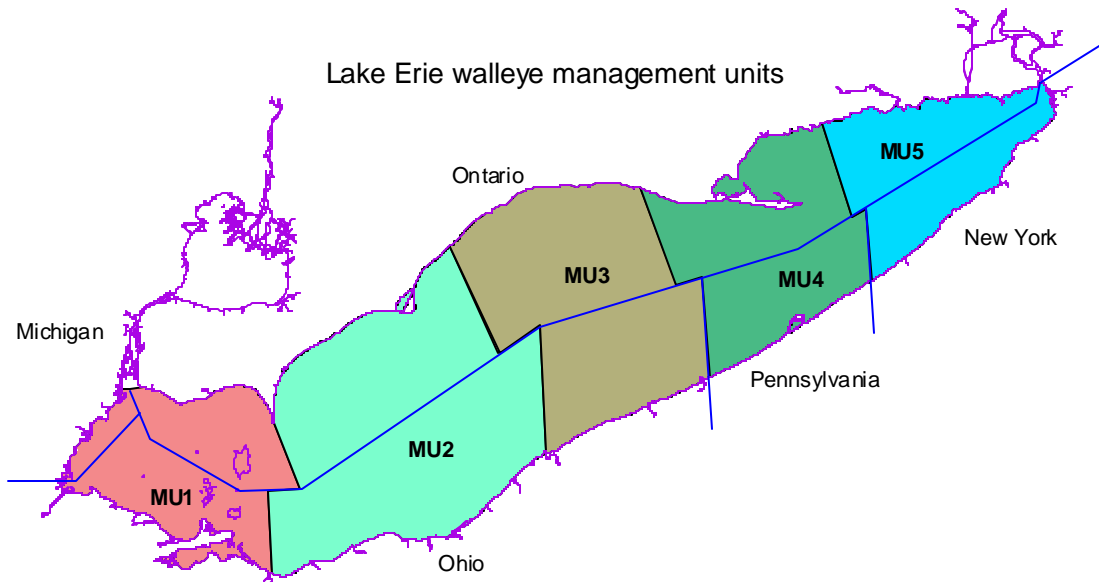 Lake Erie walleye management units
MU5
Ontario
New York
MU3
MU4
Michigan
Pennsylvania
MU2
MU1
Ohio